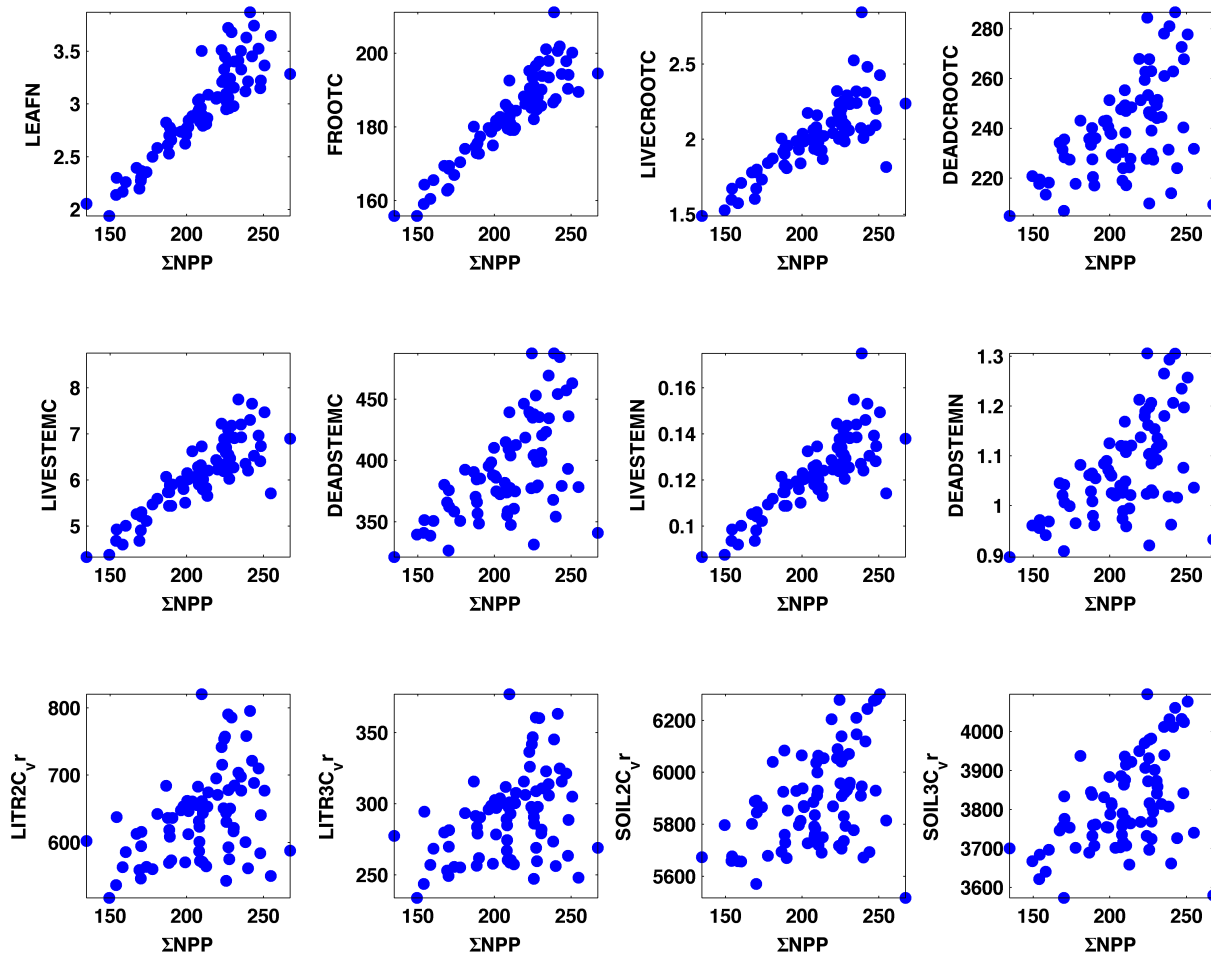 LEAFN
3.5
3
2.5
2
150 200 250
ΣNPP
FROOTC
200
180
160
150 200 250
ΣNPP
LIVECROOTC
2.5
2
1.5
150 200 250
ΣNPP
DEADCROOTC
280
260
240
220
150 200 250
ΣNPP
LIVESTEMC
8
7
6
5
150 200 250
ΣNPP
DEADSTEMC
450
400
350
150 200 250
ΣNPP
LIVESTEMN
0.16
0.14
0.12
0.1
150 200 250
ΣNPP
DEADSTEMN
1.3
1.2
1.1
1
0.9
150 200 250
ΣNPP
LITR2C_vr
800
700
600
150 200 250
ΣNPP
LITR3C_vr
350
300
250
150 200 250
ΣNPP
SOIL2C_vr
6200
6000
5800
5600
150 200 250
ΣNPP
SOIL3C_vr
4000
3900
3800
3700
3600
150 200 250
ΣNPP